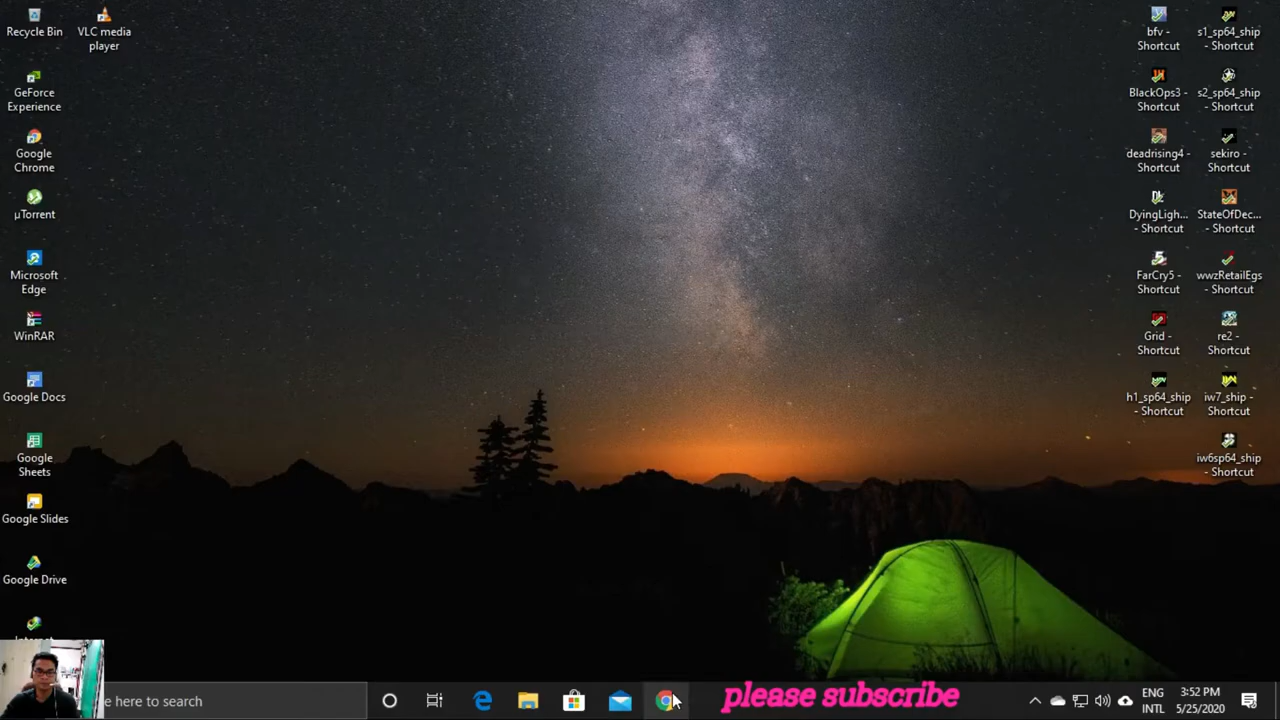 Recycle Bin
VLC media
player
GeForce
Experience
Google
Chrome
µTorrent
Microsoft
Edge
WinRAR
Google Docs
Google
Sheets
Google Slides
Google Drive
bfv -
Shortcut
s1_sp64_ship
- Shortcut
BlackOps3 -
Shortcut
s2_sp64_ship
- Shortcut
deadrising4 -
Shortcut
sekiro -
Shortcut
DyingLigh...
- Shortcut
StateOfDec...
- Shortcut
FarCry5 -
Shortcut
wwzRetailEgs
- Shortcut
Grid -
Shortcut
re2 -
Shortcut
h1_sp64_ship
- Shortcut
iw7_ship -
Shortcut
iw6sp64_ship
- Shortcut
here to search
please subscribe
ENG
INTL
3:52 PM
5/25/2020